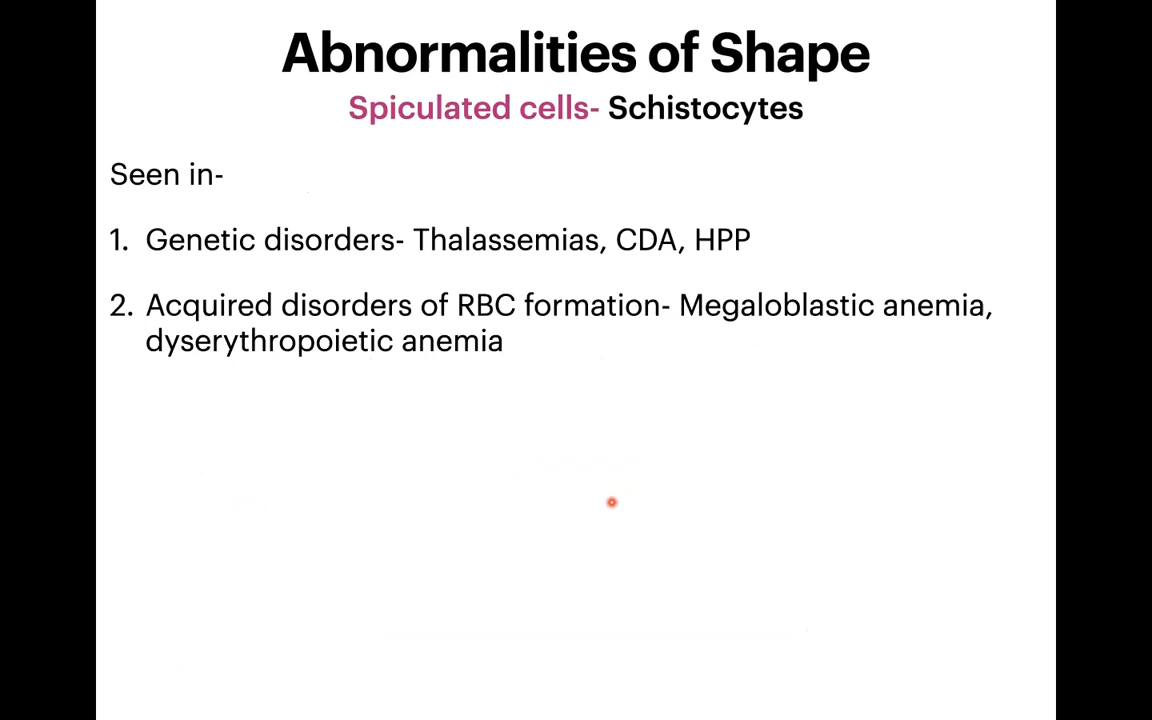 Abnormalities of Shape
Spiculated cells- Schistocytes
Seen in-
1. Genetic disorders- Thalassemias, CDA, HPP
2. Acquired disorders of RBC formation- Megaloblastic anemia,
dyserythropoietic anemia